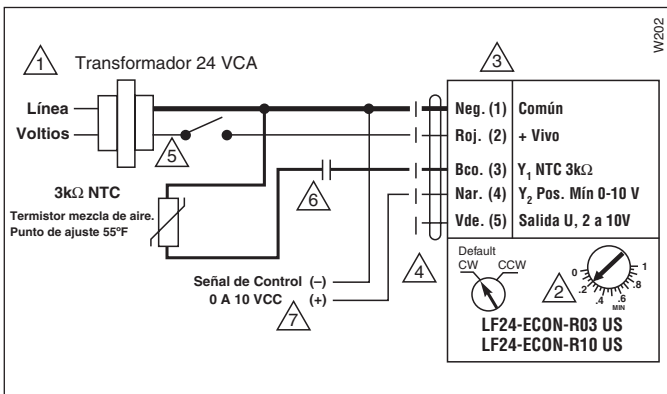 W202
1 Transformador 24 VCA
3
Línea
Voltios
5
Neg. (1) Común
Roj. (2) + Vivo
Bco. (3) Y1 NTC 3kΩ
Nar. (4) Y2 Pos. Mín 0-10 V
Vde. (5) Salida U, 2 a 10V
6
3kΩ NTC
Termistor mezcla de aire.
Punto de ajuste 55ºF
4
Señal de Control (–)
0 A 10 VCC (+)
7
Default
CW CCW
2
0 .2 .4 .6 .8 1
MIN
LF24-ECON-R03 US
LF24-ECON-R10 US